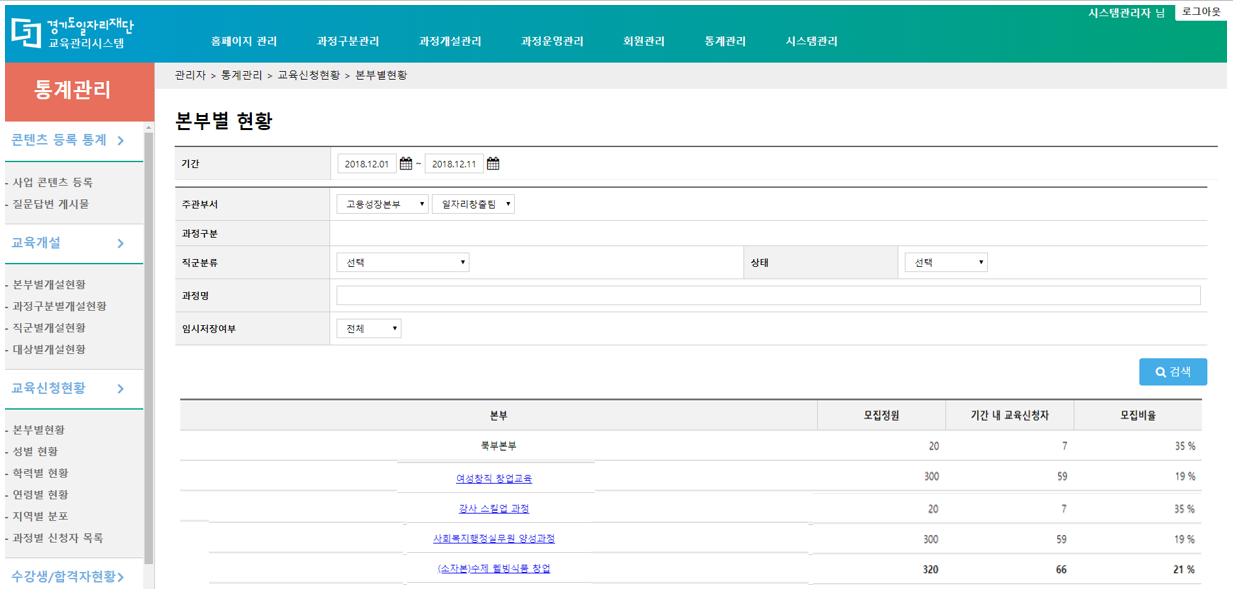 경기도일자리재단
교육관리시스템
시스템관리자 님 로그아웃
홈페이지 관리 과정구분관리 과정개설관리 과정운영관리 회원관리 통계관리 시스템관리
통계관리
관리자 > 통계관리 > 교육신청현황 > 본부별현황
콘텐츠 등록 통계
- 사업 콘텐츠 등록
- 질문답변 게시물
교육개설
- 본부별개설현황
- 과정구분별개설현황
- 직군별개설현황
- 대상별개설현황
교육신청현황
- 본부별현황
- 성별 현황
- 학력별 현황
- 연령별 현황
- 지역별 분포
- 과정별 신청자 목록
수강생/합격자현황
본부별 현황
기간 2018.12.01 ~ 2018.12.11
주관부서 고용성장본부 일자리창출팀
과정구분
직군분류 선택 상태 선택
과정명
임시저장여부 전체
검색
본부 모집정원 기간 내 교육신청자 모집비율
북부본부 20 7 35 %
여성창직 창업교육 300 59 19 %
강사 스킬업 과정 20 7 35 %
사회복지행정실무원 양성과정 300 59 19 %
(소자본)수제 웰빙식품 창업 320 66 21 %